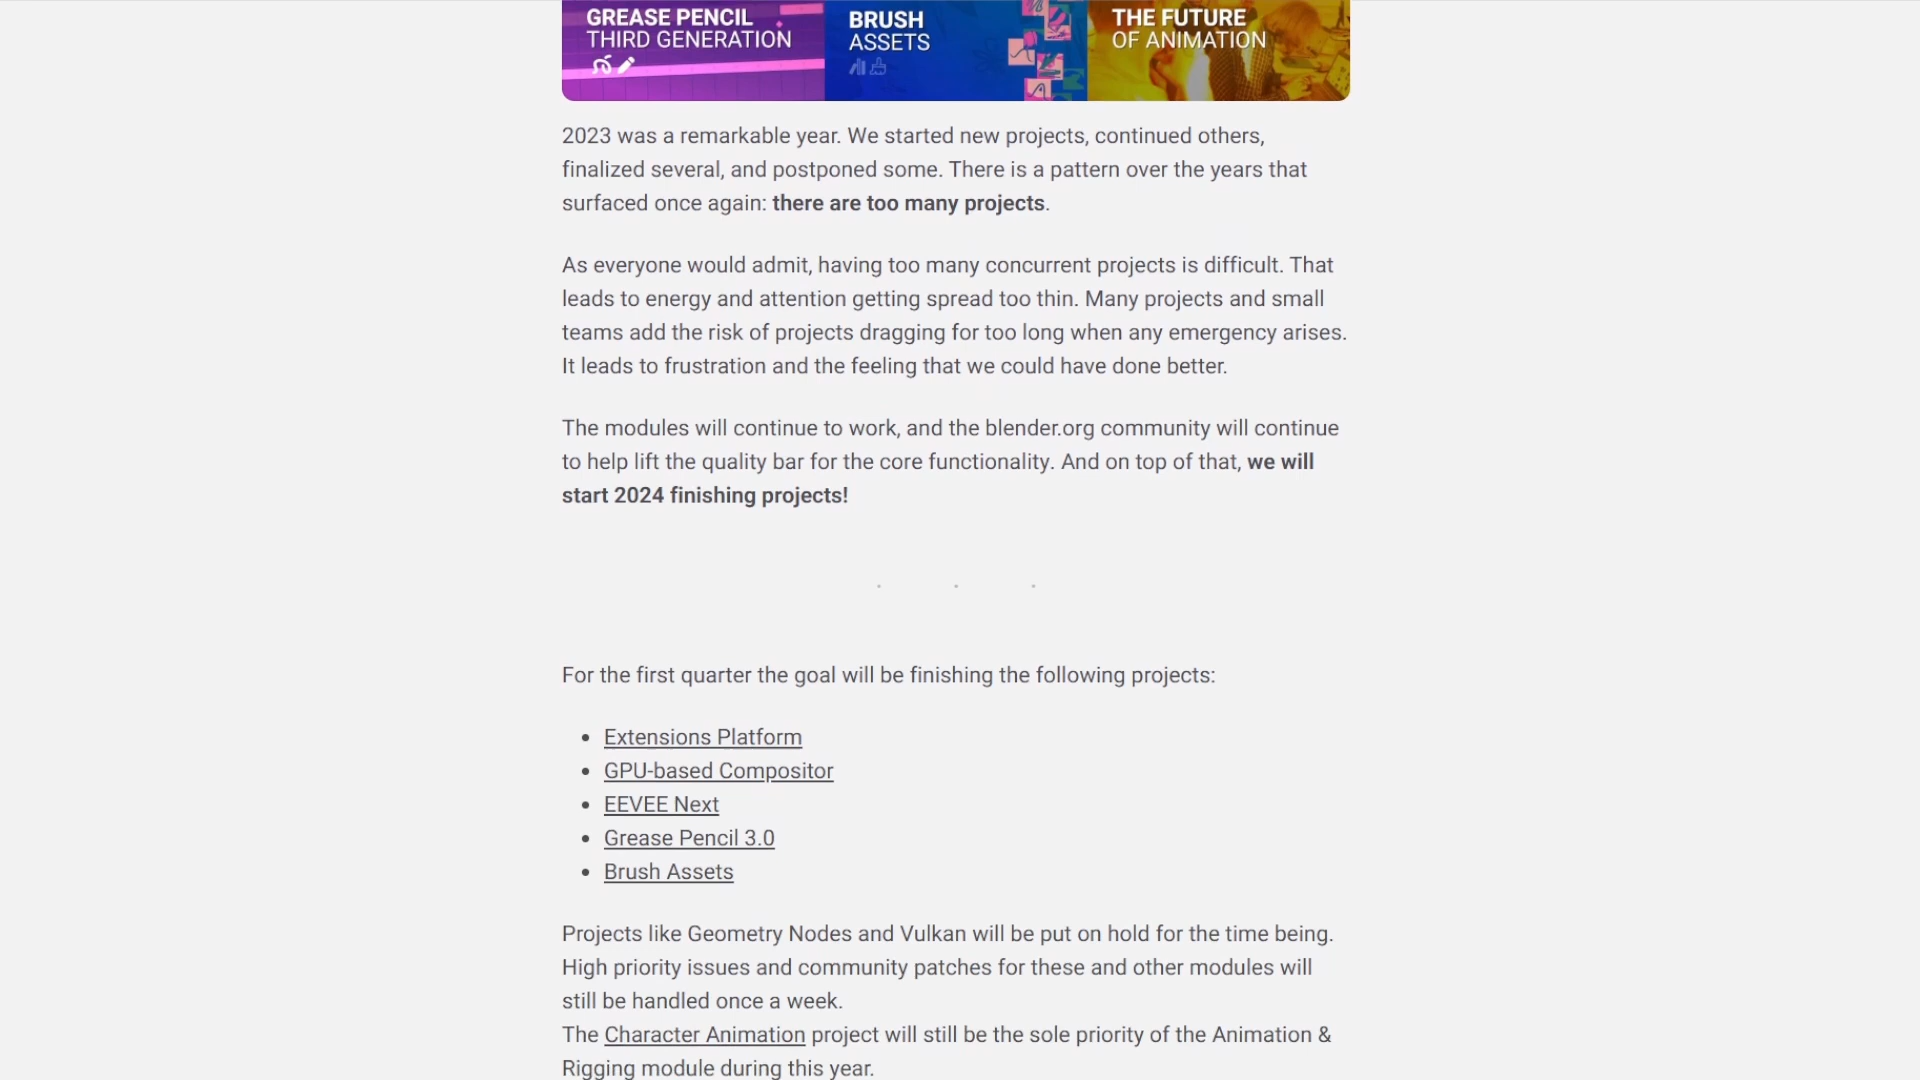 GREASE PENCIL
THIRD GENERATION
BRUSH
ASSETS
THE FUTURE
OF ANIMATION
2023 was a remarkable year. We started new projects, continued others,
finalized several, and postponed some. There is a pattern over the years that
surfaced once again: there are too many projects.
As everyone would admit, having too many concurrent projects is difficult. That
leads to energy and attention getting spread too thin. Many projects and small
teams add the risk of projects dragging for too long when any emergency arises.
It leads to frustration and the feeling that we could have done better.
The modules will continue to work, and the blender.org community will continue
to help lift the quality bar for the core functionality. And on top of that, we will
start 2024 finishing projects!
. . .
For the first quarter the goal will be finishing the following projects:
• Extensions Platform
• GPU-based Compositor
• EEVEE Next
• Grease Pencil 3.0
• Brush Assets
Projects like Geometry Nodes and Vulkan will be put on hold for the time being.
High priority issues and community patches for these and other modules will
still be handled once a week.
The Character Animation project will still be the sole priority of the Animation &
Rigging module during this year.